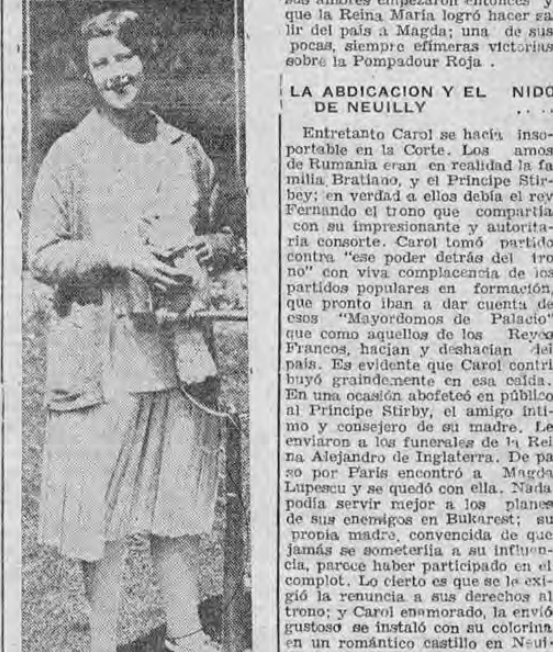 sus amores empezaron entonces y
que la Reina María logró hacer sa
lir del país a Magda; una de sus
pocas, siempre efímeras victorias
sobre la Pompadour Roja .
LA ABDICACION Y EL NIDO
DE NEUILLY . . . .
Entretanto Carol se hacía inso-
portable en la Corte. Los amos
de Rumania eran en realidad la fa
milia Bratiano, y el Príncipe Stir-
bey; en verdad a ellos debía el rey
Fernando el trono que compartía
con su impresionante y autorita-
ria consorte. Carol tomó partido
contra "ese poder detrás del tro
no" con viva complacencia de los
partidos populares en formación,
que pronto iban a dar cuenta de
esos "Mayordomos de Palacio"
que como aquellos de los Reyes
Francos, hacían y deshacían del
país. Es evidente que Carol contri
buyó graindemente en esa caída.
En una ocasión abofeteó en público
al Príncipe Stirby, el amigo ínti-
mo y consejero de su madre. Le
enviaron a los funerales de la Rei
na Alejandro de Inglaterra. De pa
so por París encontró a Magda
Lupescu y se quedó con ella. Nada
podía servir mejor a los planes
de sus enemigos en Bukarest; su
propia madre, convencida de que
jamás se sometería a su influen-
cia, parece haber participado en el
complot. Lo cierto es que se le exi-
gió la renuncia a sus derechos al
trono; y Carol enamorado, la envió
gustoso se instaló con su colorina
en un romántico castillo en Neui-